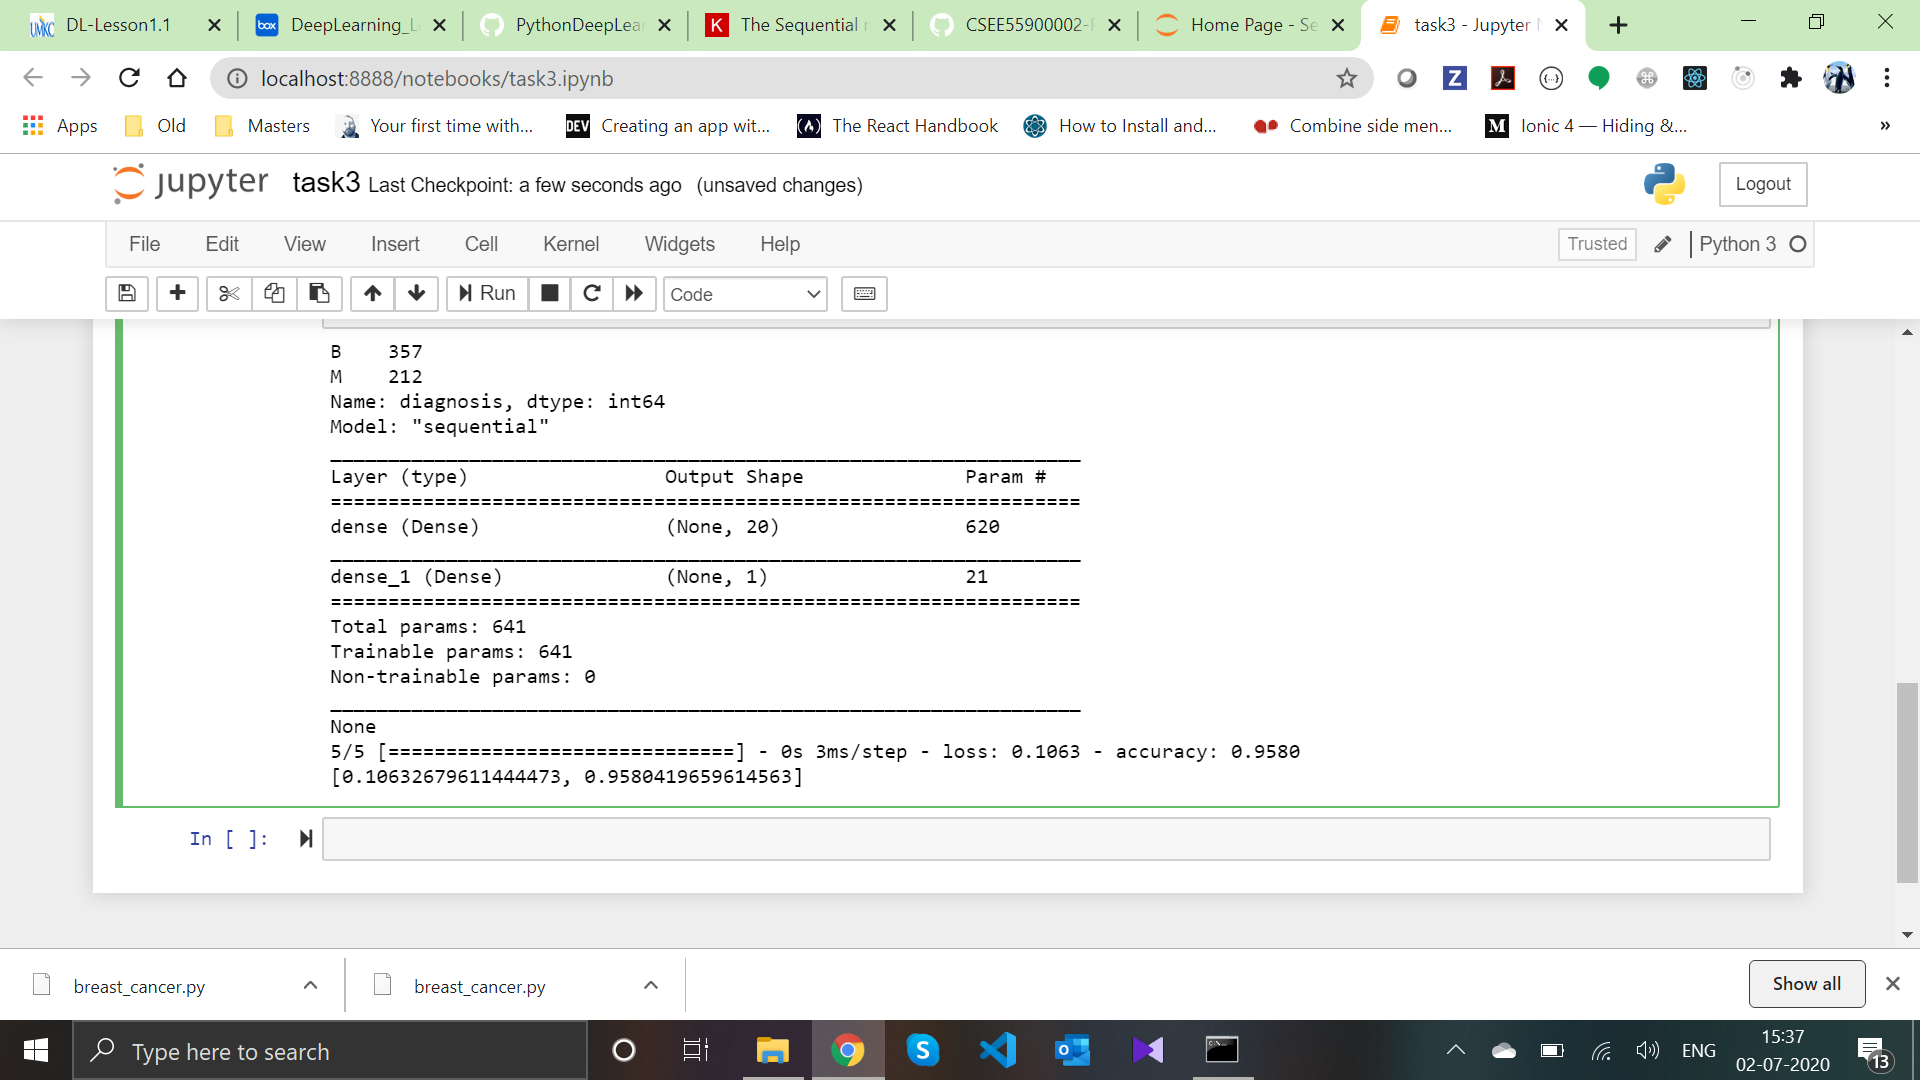 DL-Lesson1.1
box DeepLearning_L
PythonDeepLear
K The Sequential
CSEE55900002-
Home Page - Se
task3 - Jupyter
localhost:8888/notebooks/task3.ipynb
Apps
Old
Masters
Your first time with...
DEV Creating an app wit...
The React Handbook
How to Install and...
Combine side men...
M Ionic 4 — Hiding &...
»
jupyter task3 Last Checkpoint: a few seconds ago (unsaved changes)
Logout
File Edit View Insert Cell Kernel Widgets Help
Trusted
Python 3
Run
Code
B    357
M    212
Name: diagnosis, dtype: int64
Model: "sequential"
_________________________________________________________________
Layer (type)                 Output Shape              Param #
=================================================================
dense (Dense)                (None, 20)                620
_________________________________________________________________
dense_1 (Dense)              (None, 1)                 21
=================================================================
Total params: 641
Trainable params: 641
Non-trainable params: 0
_________________________________________________________________
None
5/5 [==============================] - 0s 3ms/step - loss: 0.1063 - accuracy: 0.9580
[0.10632679611444473, 0.9580419659614563]
In [ ]:
breast_cancer.py
breast_cancer.py
Show all
Type here to search
ENG
15:37
02-07-2020
13